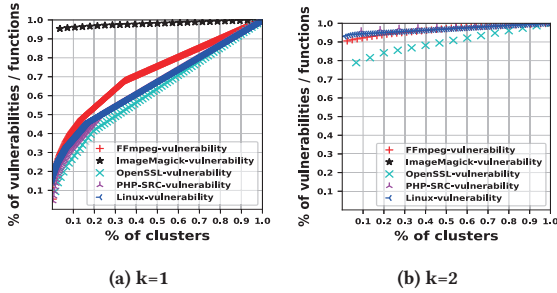 % of vulnerabilities / functions
1.0
0.9
0.8
0.7
0.6
0.5
0.4
0.3
0.2
0.1
FFmpeg-vulnerability
ImageMagick-vulnerability
OpenSSL-vulnerability
PHP-SRC-vulnerability
Linux-vulnerability
0.1 0.2 0.3 0.4 0.5 0.6 0.7 0.8 0.9 1.0
% of clusters
(a) k=1
% of vulnerabilities / functions
1.0
0.9
0.8
0.7
0.6
0.5
0.4
0.3
0.2
0.1
FFmpeg-vulnerability
ImageMagick-vulnerability
OpenSSL-vulnerability
PHP-SRC-vulnerability
Linux-vulnerability
0.1 0.2 0.3 0.4 0.5 0.6 0.7 0.8 0.9 1.0
% of clusters
(b) k=2